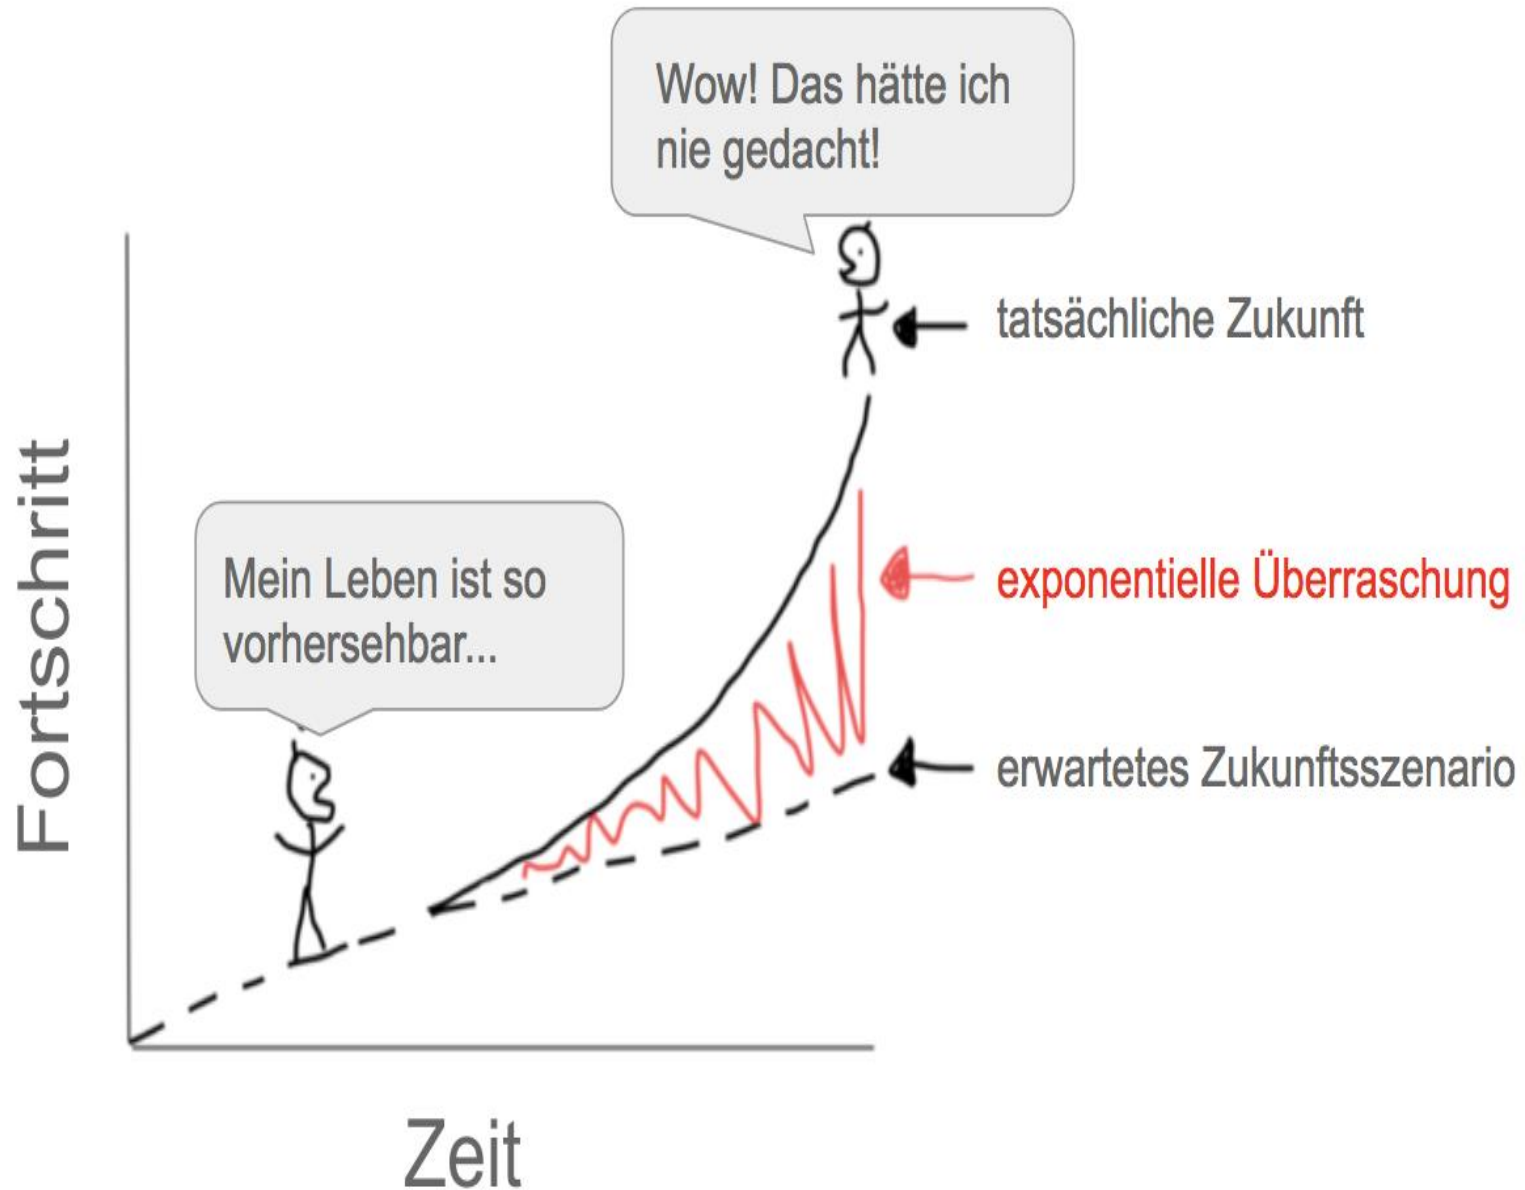 Wow! Das hätte ich
nie gedacht!
tatsächliche Zukunft
Mein Leben ist so
vorhersehbar...
exponentielle Überraschung
erwartetes Zukunftsszenario
Fortschritt
Zeit